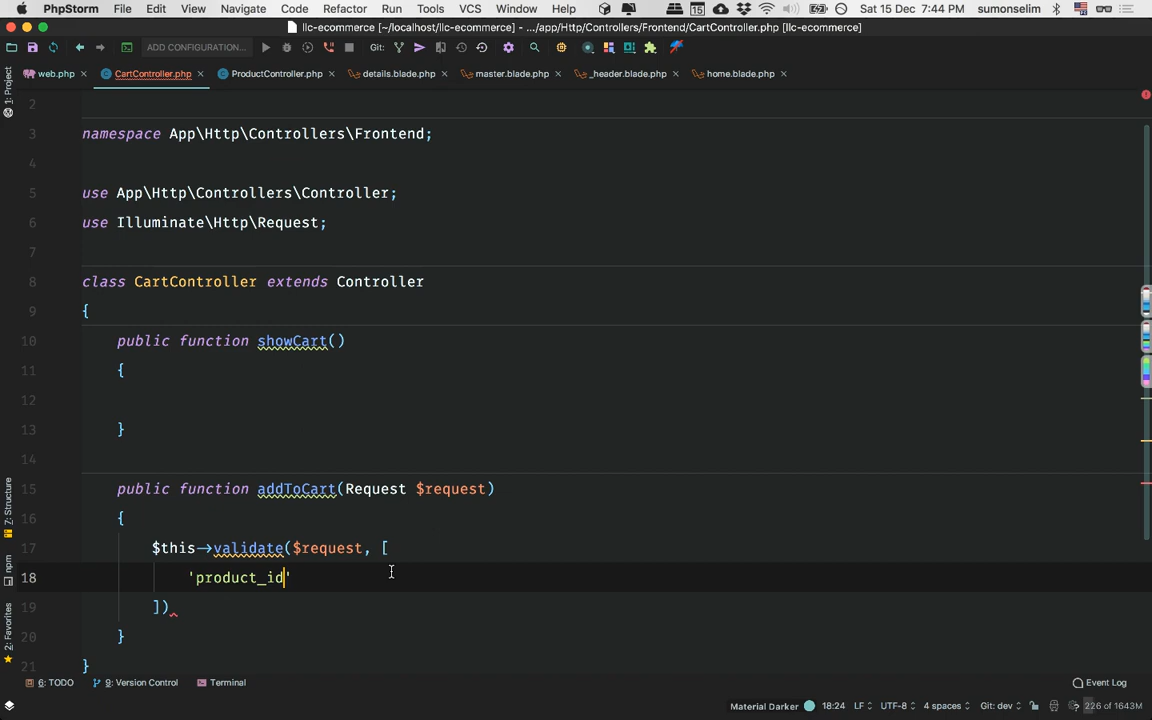 PhpStorm File Edit View Navigate Code Refactor Run Tools VCS Window Help 15 Sat 15 Dec 7:44 PM sumonselim
llc-ecommerce [~/localhost/llc-ecommerce] - .../app/Http/Controllers/Frontend/CartController.php [llc-ecommerce]
ADD CONFIGURATION... Git:
web.php CartController.php ProductController.php details.blade.php master.blade.php _header.blade.php home.blade.php
1: Project
7: Structure
npm
2: Favorites
2
3 namespace App\Http\Controllers\Frontend;
4
5 use App\Http\Controllers\Controller;
6 use Illuminate\Http\Request;
7
8 class CartController extends Controller
9 {
10 public function showCart()
11 {
12
13 }
14
15 public function addToCart(Request $request)
16 {
17 $this->validate($request, [
18 'product_id'
19 ])
20 }
21 }
6: TODO 9: Version Control Terminal Event Log
Material Darker 18:24 LF UTF-8 4 spaces Git: dev 226 of 1643M